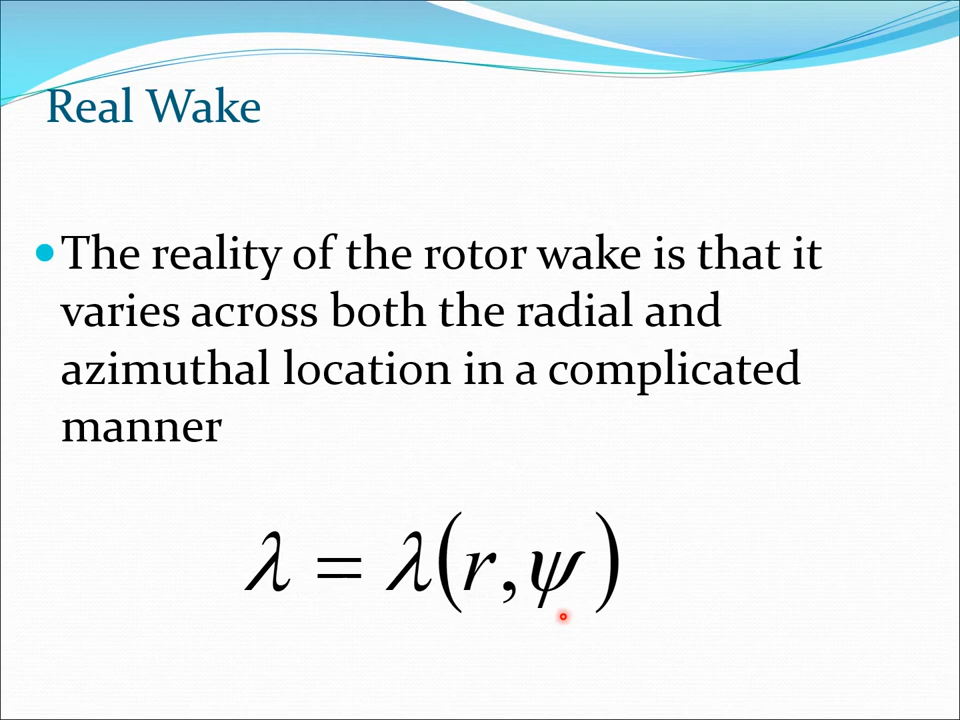 Real Wake
The reality of the rotor wake is that it
varies across both the radial and
azimuthal location in a complicated
manner
λ = λ(r,ψ)